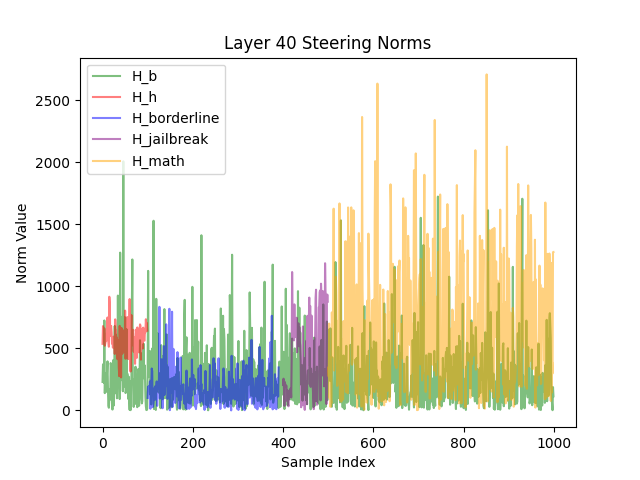 Layer 40 Steering Norms
H_b
H_h
H_borderline
H_jailbreak
H_math
Norm Value
2500
2000
1500
1000
500
0
0 200 400 600 800 1000
Sample Index